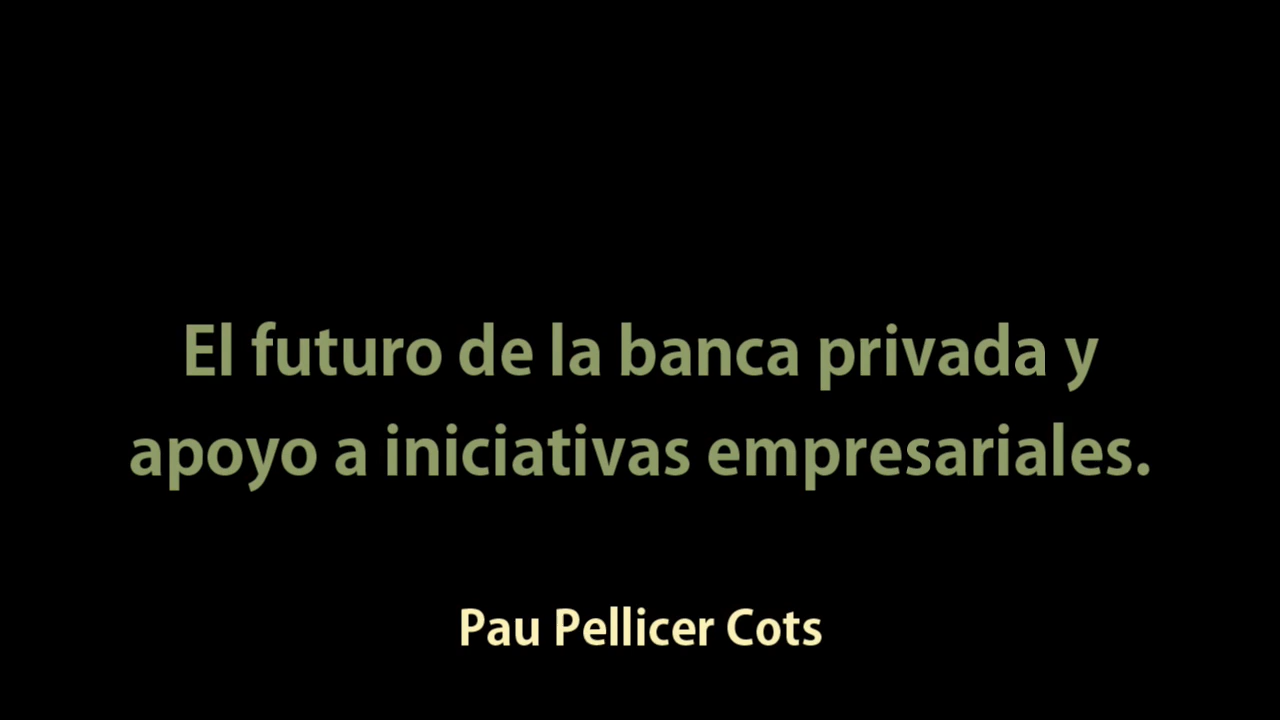 El futuro de la banca privada y
apoyo a iniciativas empresariales.
Pau Pellicer Cots